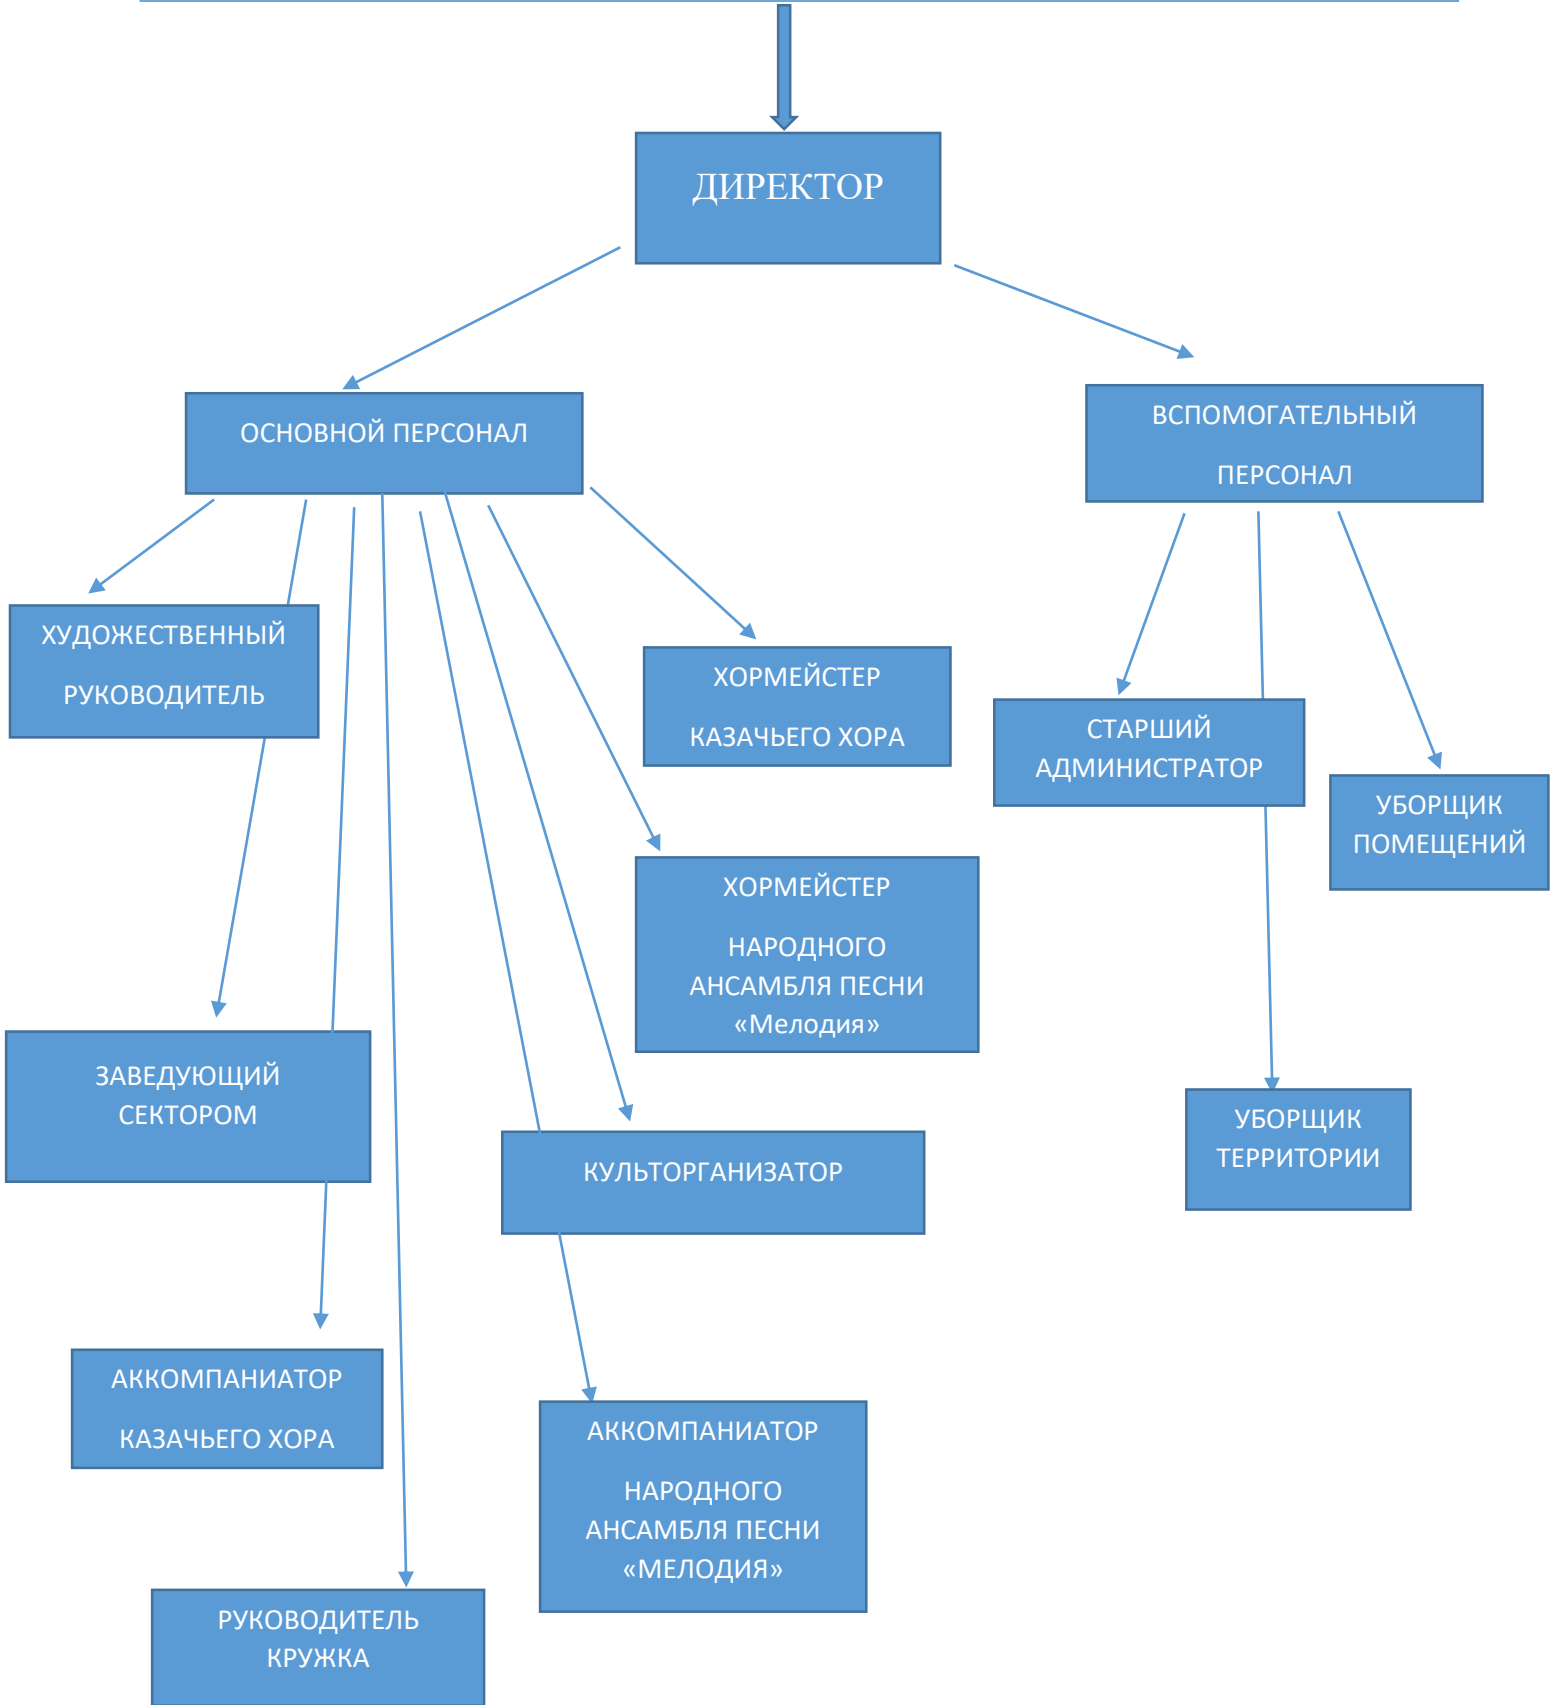 ДИРЕКТОР
ОСНОВНОЙ ПЕРСОНАЛ
ВСПОМОГАТЕЛЬНЫЙ
ПЕРСОНАЛ
ХУДОЖЕСТВЕННЫЙ
РУКОВОДИТЕЛЬ
ХОРМЕЙСТЕР
КАЗАЧЬЕГО ХОРА
СТАРШИЙ
АДМИНИСТРАТОР
УБОРЩИК
ПОМЕЩЕНИЙ
ХОРМЕЙСТЕР
НАРОДНОГО
АНСАМБЛЯ ПЕСНИ
«Мелодия»
ЗАВЕДУЮЩИЙ
СЕКТОРОМ
КУЛЬТОРГАНИЗАТОР
УБОРЩИК
ТЕРРИТОРИИ
АККОМПАНИАТОР
КАЗАЧЬЕГО ХОРА
АККОМПАНИАТОР
НАРОДНОГО
АНСАМБЛЯ ПЕСНИ
«МЕЛОДИЯ»
РУКОВОДИТЕЛЬ
КРУЖКА